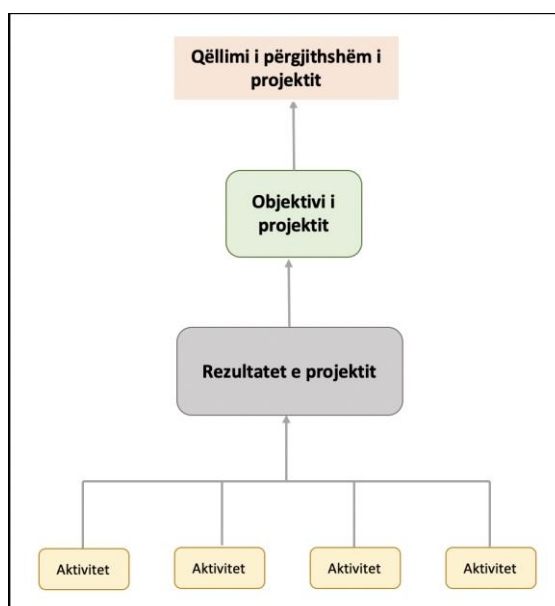 Qëllimi i përgjithshëm i
projektit
Objektivi i
projektit
Rezultatet e projektit
Aktivitet
Aktivitet
Aktivitet
Aktivitet